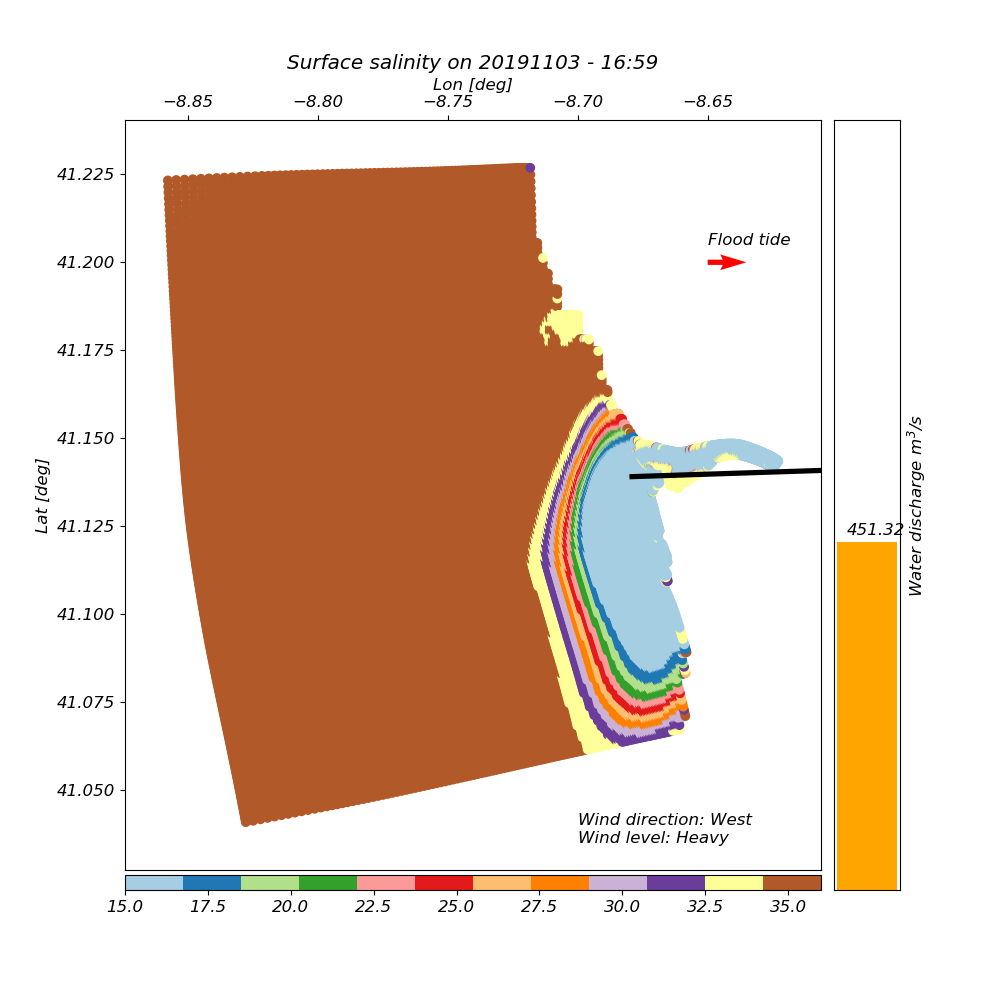 Surface salinity on 20191103 - 16:59
Lon [deg]
−8.85 −8.80 −8.75 −8.70 −8.65
41.225
41.200
41.175
41.150
41.125
41.100
41.075
41.050
Lat [deg]
Flood tide
451.32
Water discharge m³/s
Wind direction: West
Wind level: Heavy
15.0 17.5 20.0 22.5 25.0 27.5 30.0 32.5 35.0